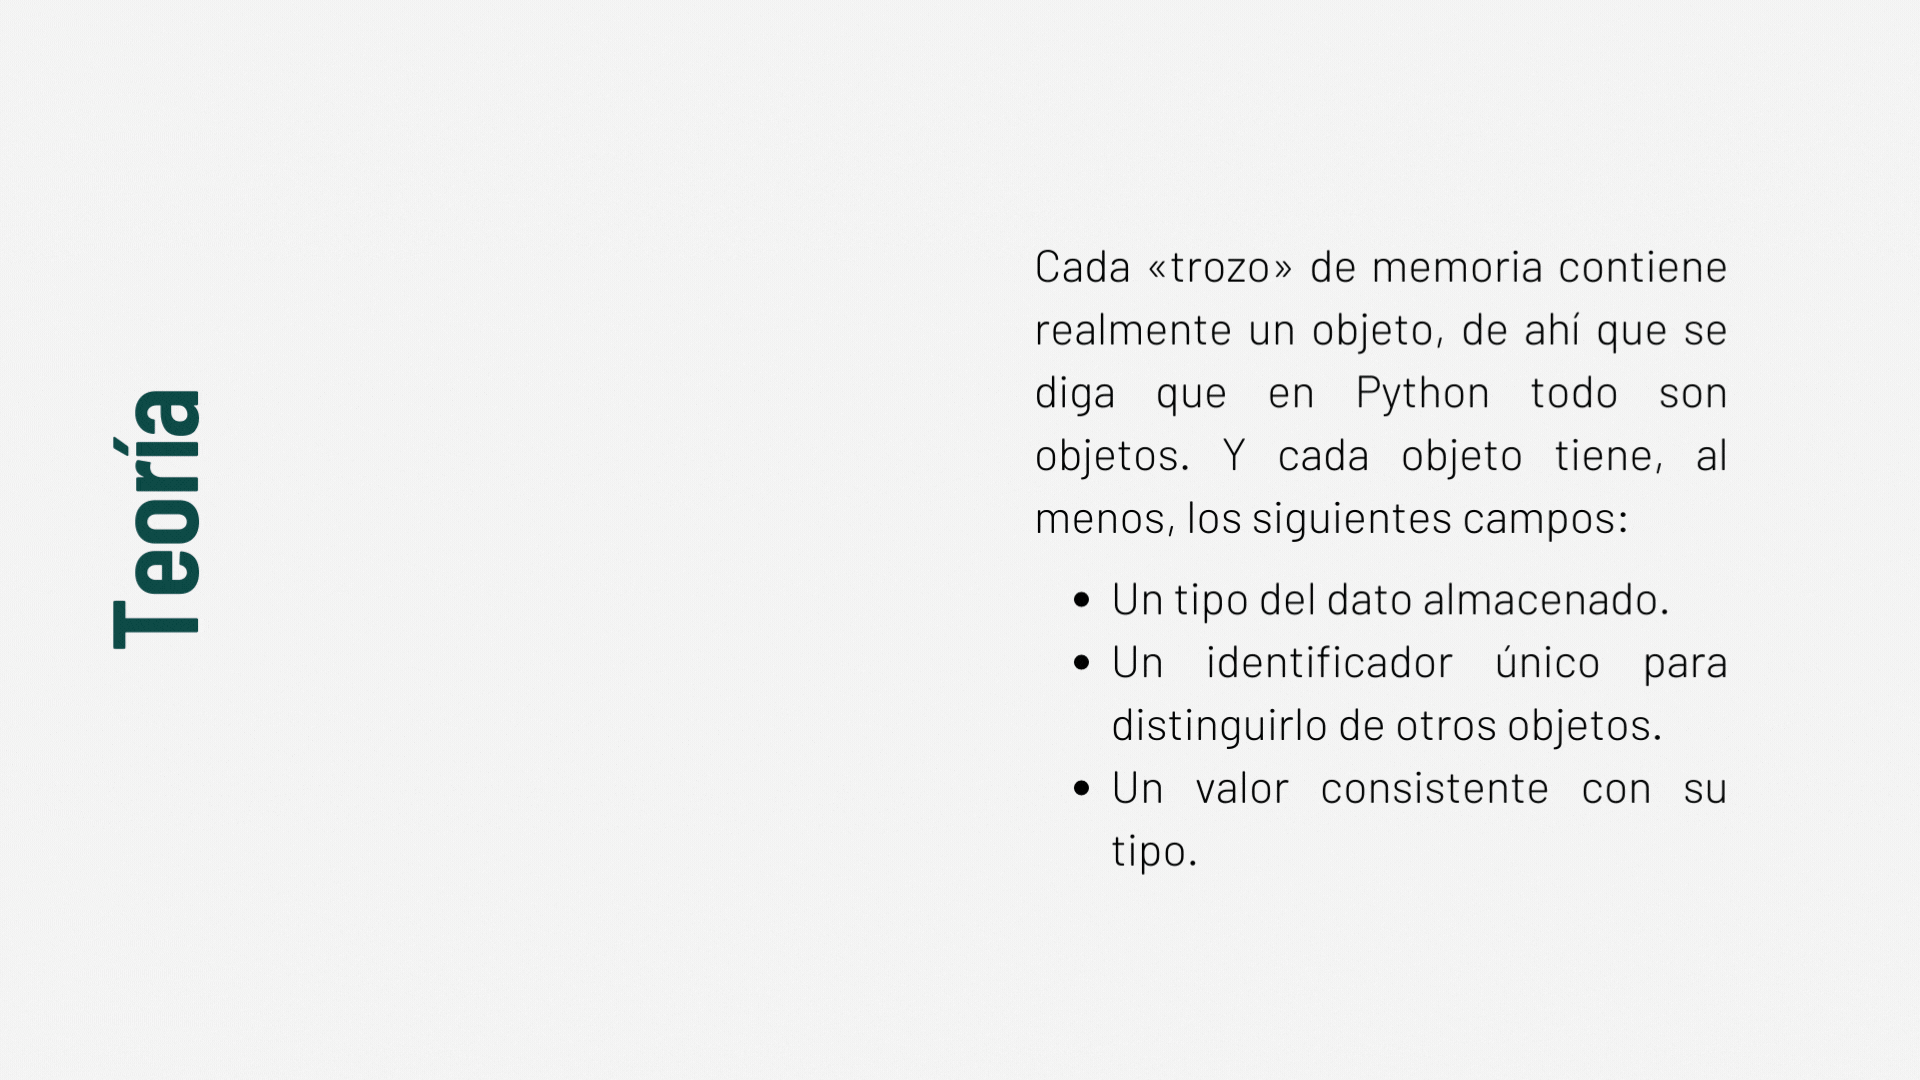 Teoría
Cada «trozo» de memoria contiene
realmente un objeto, de ahí que se
diga que en Python todo son
objetos. Y cada objeto tiene, al
menos, los siguientes campos:
• Un tipo del dato almacenado.
• Un identificador único para
distinguirlo de otros objetos.
• Un valor consistente con su
tipo.